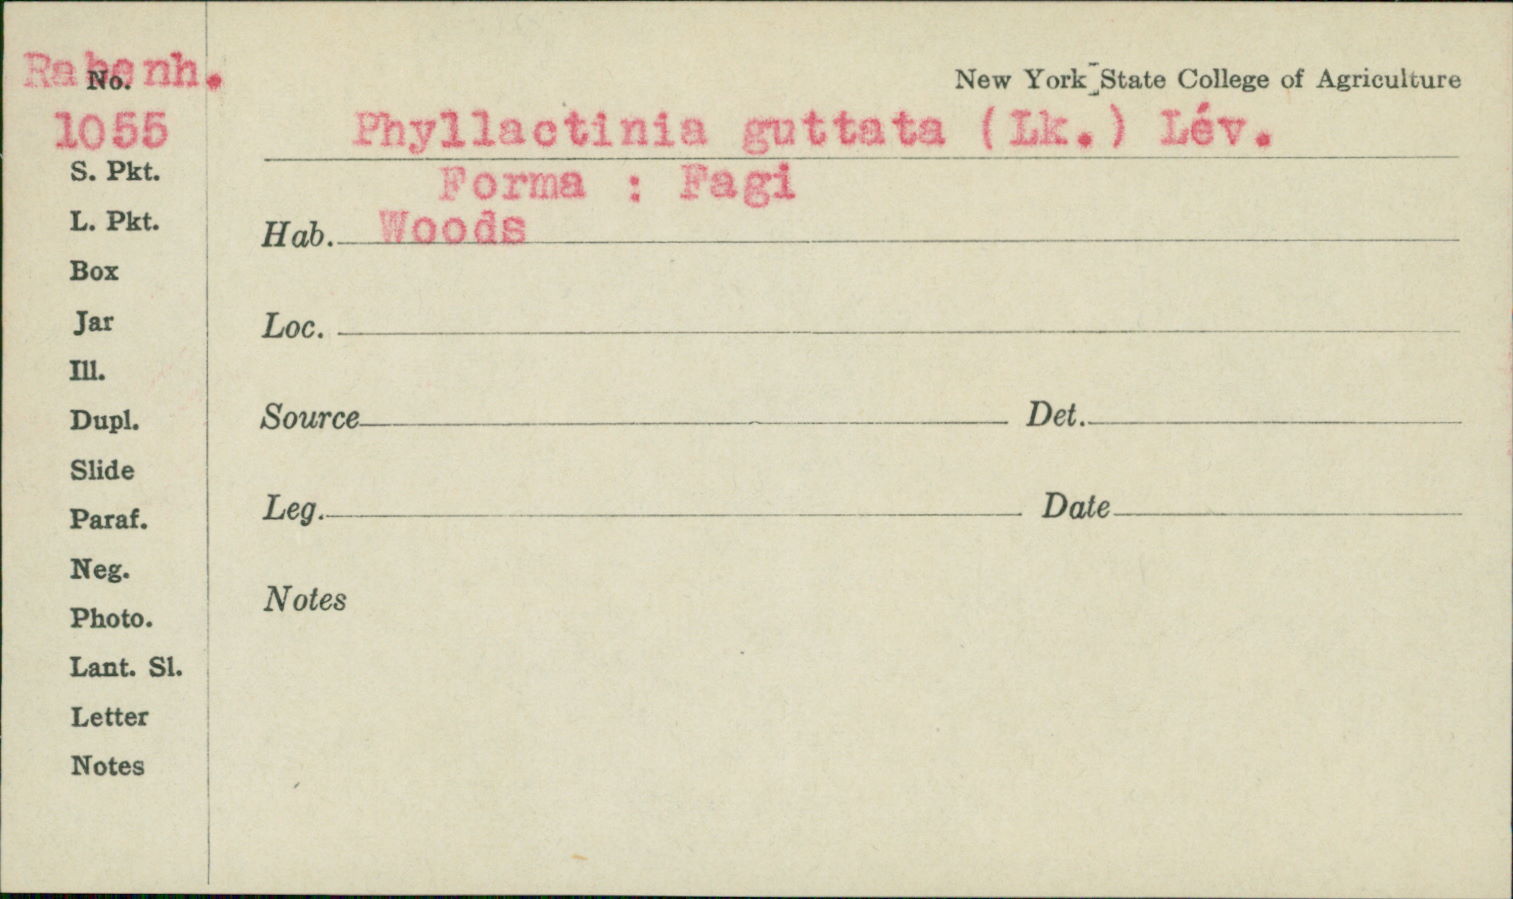 Rabenh.
No.
1055
S. Pkt.
L. Pkt.
Box
Jar
Ill.
Dupl.
Slide
Paraf.
Neg.
Photo.
Lant. Sl.
Letter
Notes
New York State College of Agriculture
Phyllactinia guttata (Lk.) Lév.
Forma : Fagi
Hab. Woods
Loc.
Source Det.
Leg. Date
Notes